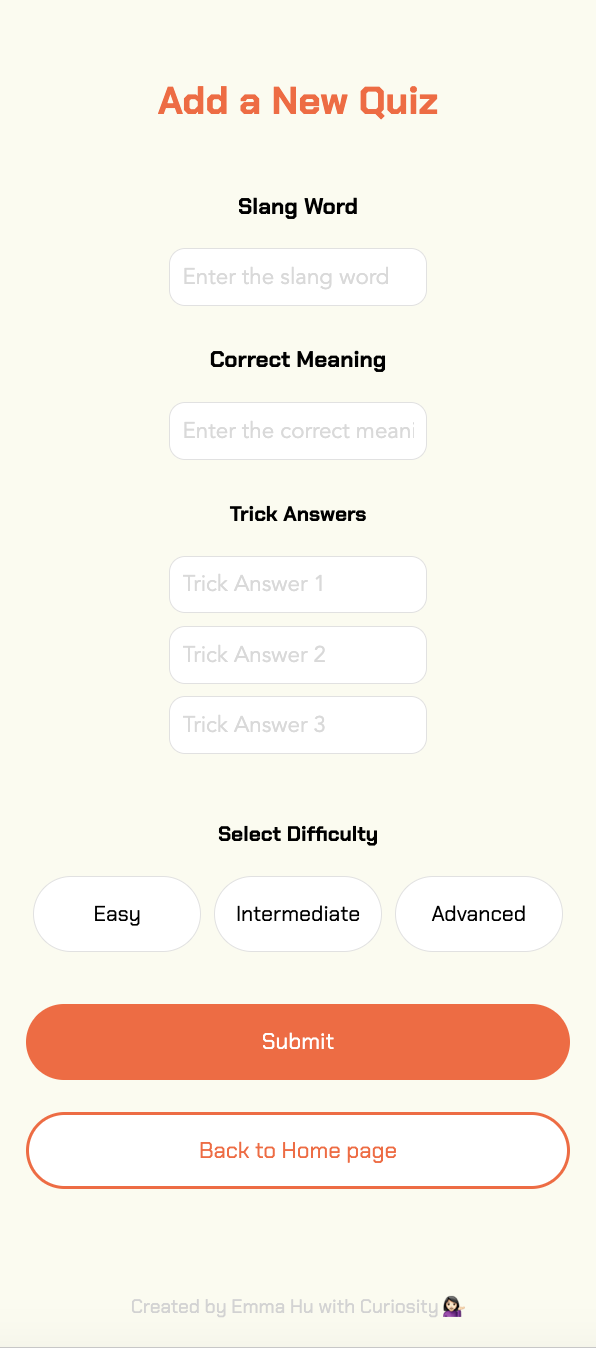 Add a New Quiz
Slang Word
Enter the slang word
Correct Meaning
Enter the correct meani
Trick Answers
Trick Answer 1
Trick Answer 2
Trick Answer 3
Select Difficulty
Easy Intermediate Advanced
Submit
Back to Home page
Created by Emma Hu with Curiosity 💁🏻‍♀️